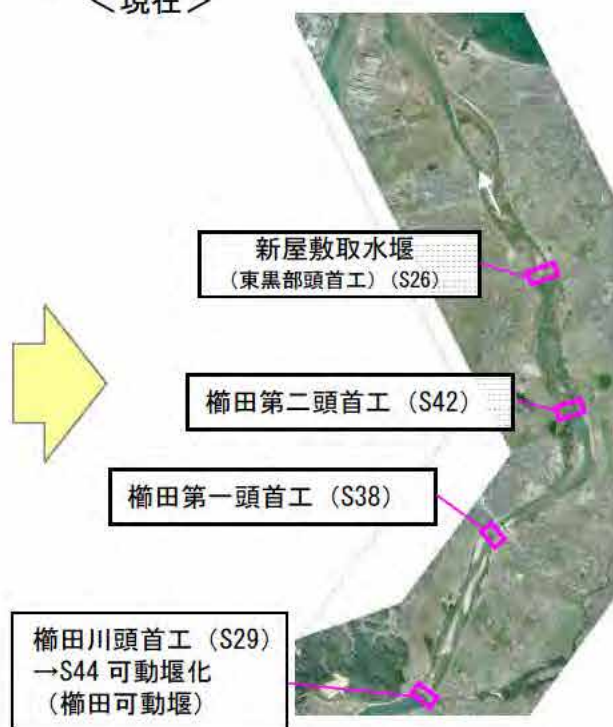 ＜現在＞
新屋敷取水堰
（東黒部頭首工）（S26）
櫛田第二頭首工（S42）
櫛田第一頭首工（S38）
櫛田川頭首工（S29）
→S44 可動堰化
（櫛田可動堰）